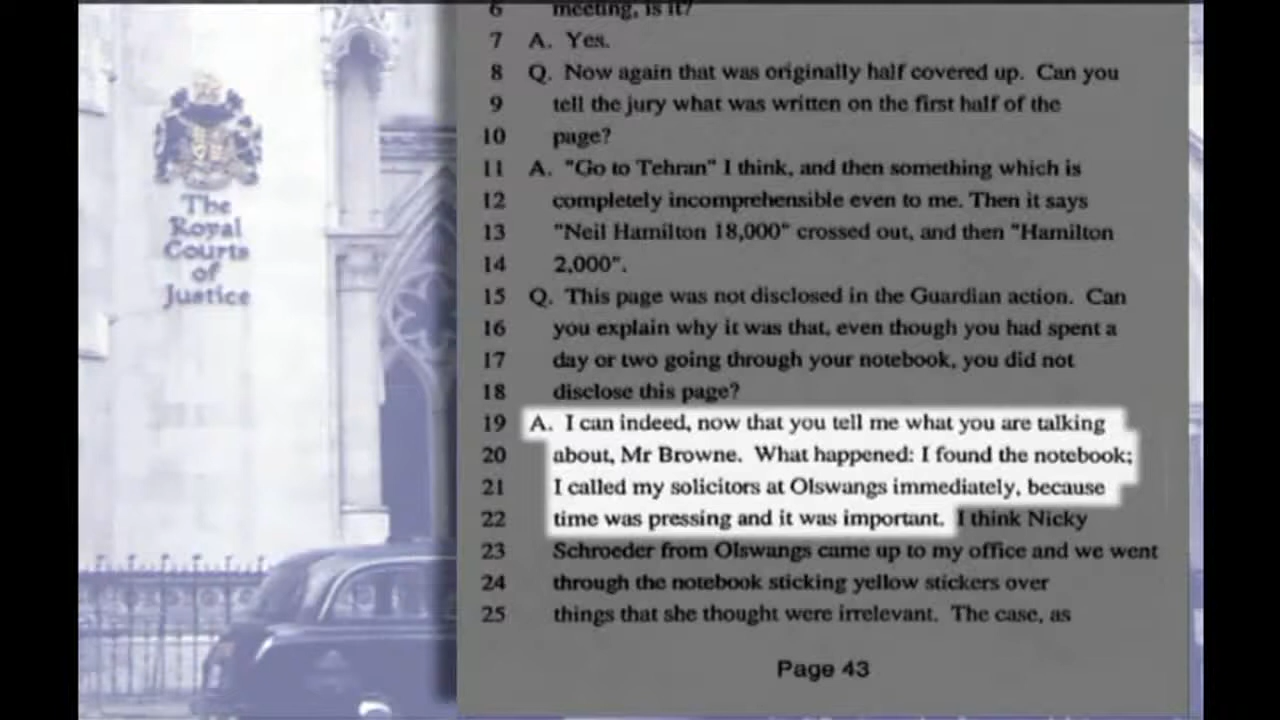 The
Royal
Courts
of
Justice
6 meeting, is it?
7 A. Yes.
8 Q. Now again that was originally half covered up. Can you
9 tell the jury what was written on the first half of the
10 page?
11 A. "Go to Tehran" I think, and then something which is
12 completely incomprehensible even to me. Then it says
13 "Neil Hamilton 18,000" crossed out, and then "Hamilton
14 2,000".
15 Q. This page was not disclosed in the Guardian action. Can
16 you explain why it was that, even though you had spent a
17 day or two going through your notebook, you did not
18 disclose this page?
19 A. I can indeed, now that you tell me what you are talking
20 about, Mr Browne. What happened: I found the notebook;
21 I called my solicitors at Olswangs immediately, because
22 time was pressing and it was important. I think Nicky
23 Schroeder from Olswangs came up to my office and we went
24 through the notebook sticking yellow stickers over
25 things that she thought were irrelevant. The case, as
Page 43